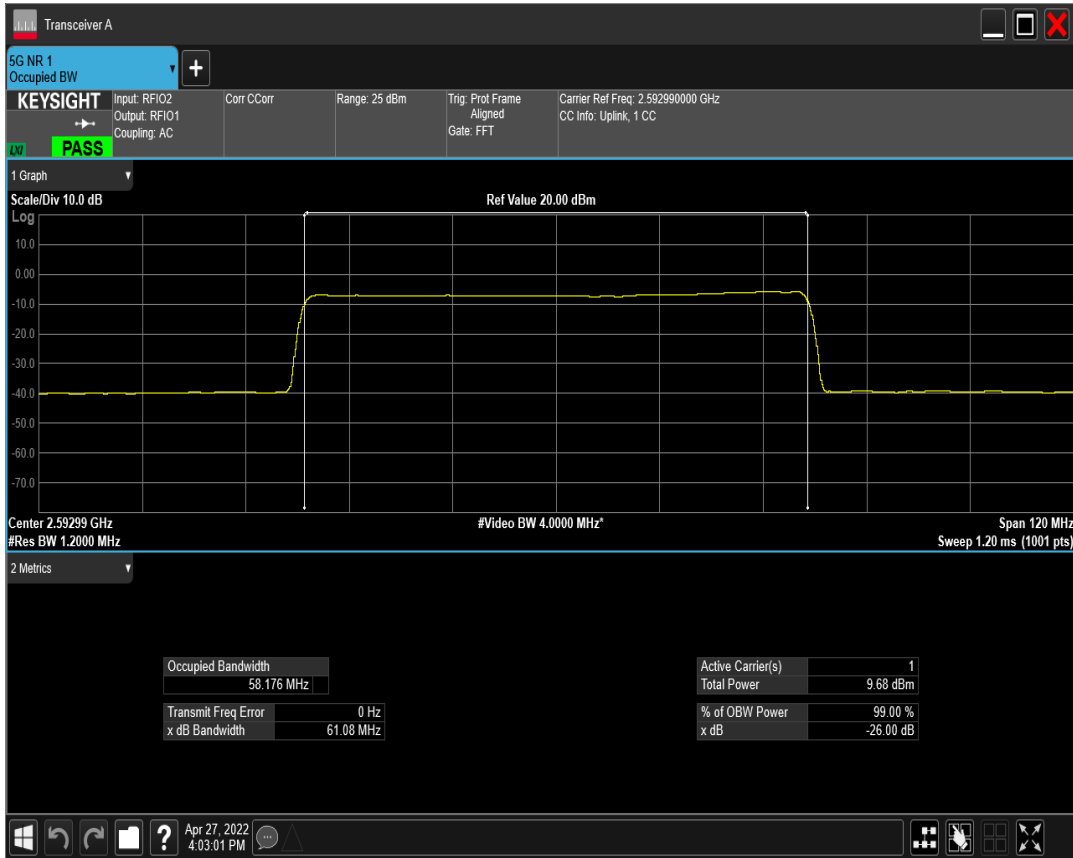 Transceiver A
5G NR 1
Occupied BW
+
KEYSIGHT
LXI
PASS
Input: RFIO2
Output: RFIO1
Coupling: AC
Corr CCorr
Range: 25 dBm
Trig: Prot Frame
Aligned
Gate: FFT
Carrier Ref Freq: 2.592990000 GHz
CC Info: Uplink, 1 CC
1 Graph
Scale/Div 10.0 dB
Ref Value 20.00 dBm
Log
10.0
0.00
-10.0
-20.0
-30.0
-40.0
-50.0
-60.0
-70.0
Center 2.59299 GHz
#Video BW 4.0000 MHz*
Span 120 MHz
#Res BW 1.2000 MHz
Sweep 1.20 ms (1001 pts)
2 Metrics
Occupied Bandwidth
58.176 MHz
Transmit Freq Error 0 Hz
x dB Bandwidth 61.08 MHz
Active Carrier(s) 1
Total Power 9.68 dBm
% of OBW Power 99.00 %
x dB -26.00 dB
?
Apr 27, 2022
4:03:01 PM